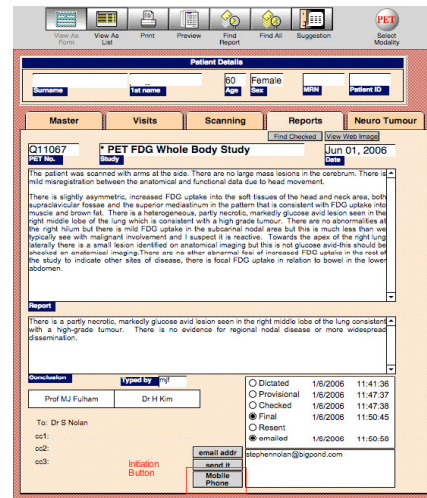 View As Form
View As List
Print
Preview
Find Report
Find All
Suggestion
PET
Select Modality
Patient Details
60 Female
Surname 1st name Age Sex MRN Patient ID
Master Visits Scanning Reports Neuro Tumour
Find Checked View Web Image
Q11067 * PET FDG Whole Body Study Jun 01, 2006
PET No. Study Date
The patient was scanned with arms at the side. There are no large mass lesions in the cerebrum. There is
mild misregistration between the anatomical and functional data due to head movement.
There is slightly asymmetric, increased FDG uptake into the soft tissues of the head and neck area, both
supraclavicular fossae and the superior mediastinum in the pattern that is consistent with FDG uptake into
muscle and brown fat. There is a heterogeneous, partly necrotic, markedly glucose avid lesion seen in the
right middle lobe of the lung which is consistent with a high grade tumour. There are no abnormalities at
the right hilum but there is mild FDG uptake in the subcarinal nodal area but this is much less than we
typically see with malignant involvement and I suspect it is reactive. Towards the apex of the right lung
laterally there is a small lesion identified on anatomical imaging but this is not glucose avid-this should be
checked on anatomical imaging.There are no other abnormal foci of increased FDG uptake in the rest of
the study to indicate other sites of disease, there is focal FDG uptake in relation to bowel in the lower
abdomen.
Report
There is a partly necrotic, markedly glucose avid lesion seen in the right middle lobe of the lung consistent
with a high-grade tumour. There is no evidence for regional nodal disease or more widespread
dissemination.
Conclusion Typed by mjf
Prof MJ Fulham Dr H Kim
To: Dr S Nolan
cc1:
cc2:
cc3:
Initiation
Button
email addr
send it
Mobile
Phone
Dictated 1/6/2006 11:41:36
Provisional 1/6/2006 11:47:37
Checked 1/6/2006 11:47:38
Final 1/6/2006 11:50:45
Resent
emailed 1/6/2006 11:50:58
stephennolan@bigpond.com